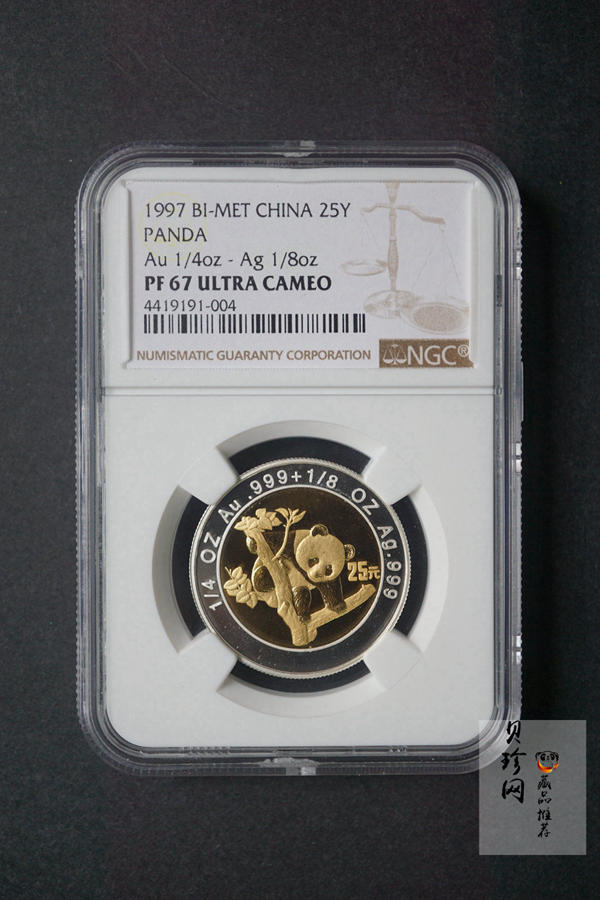 1997 BI-MET CHINA 25Y
PANDA
Au 1/4oz - Ag 1/8oz
PF 67 ULTRA CAMEO
4419191-004
NUMISMATIC GUARANTY CORPORATION
NGC®
1/4 OZ Au .999+1/8 OZ Ag.999
25元
贝珍网
藏品推荐